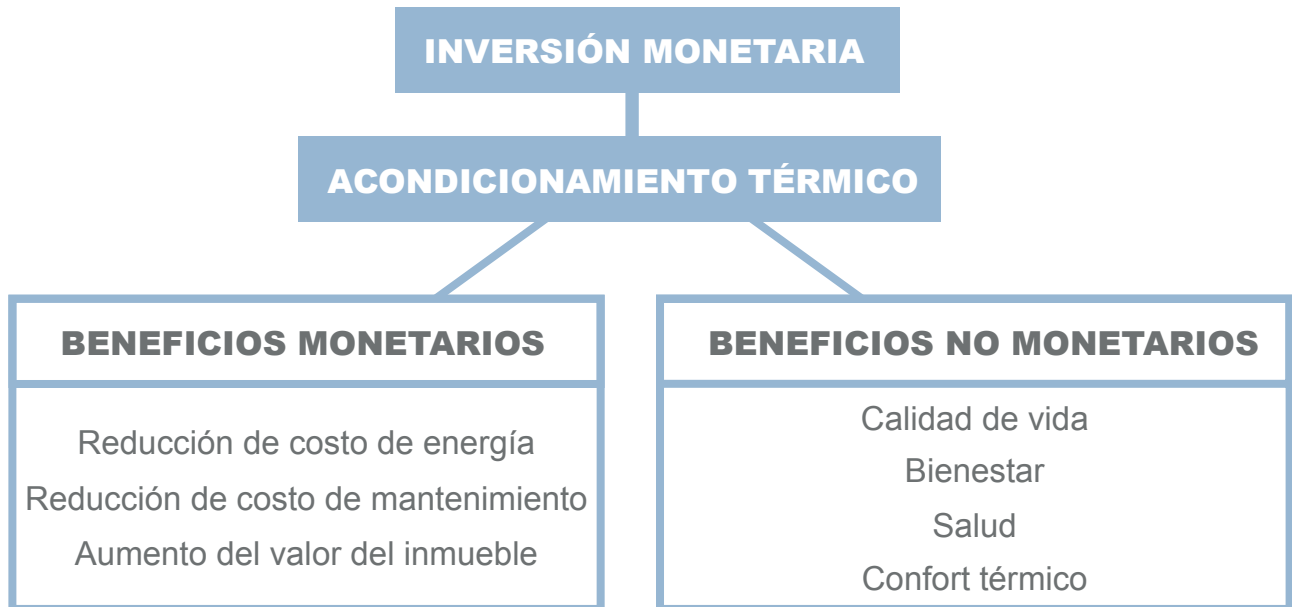 INVERSIÓN MONETARIA
ACONDICIONAMIENTO TÉRMICO
BENEFICIOS MONETARIOS
Reducción de costo de energía
Reducción de costo de mantenimiento
Aumento del valor del inmueble
BENEFICIOS NO MONETARIOS
Calidad de vida
Bienestar
Salud
Confort térmico